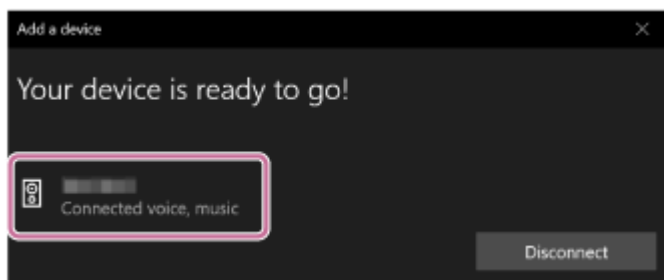 Add a device
Your device is ready to go!
Connected voice, music
Disconnect